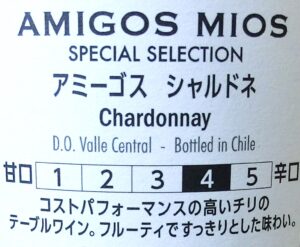 AMIGOS MIOS
SPECIAL SELECTION
アミーゴス シャルドネ
Chardonnay
D.O. Valle Central - Bottled in Chile
甘口 1 2 3 4 5 辛口
コストパフォーマンスの高いチリの
テーブルワイン。フルーティですっきりとした味わい。